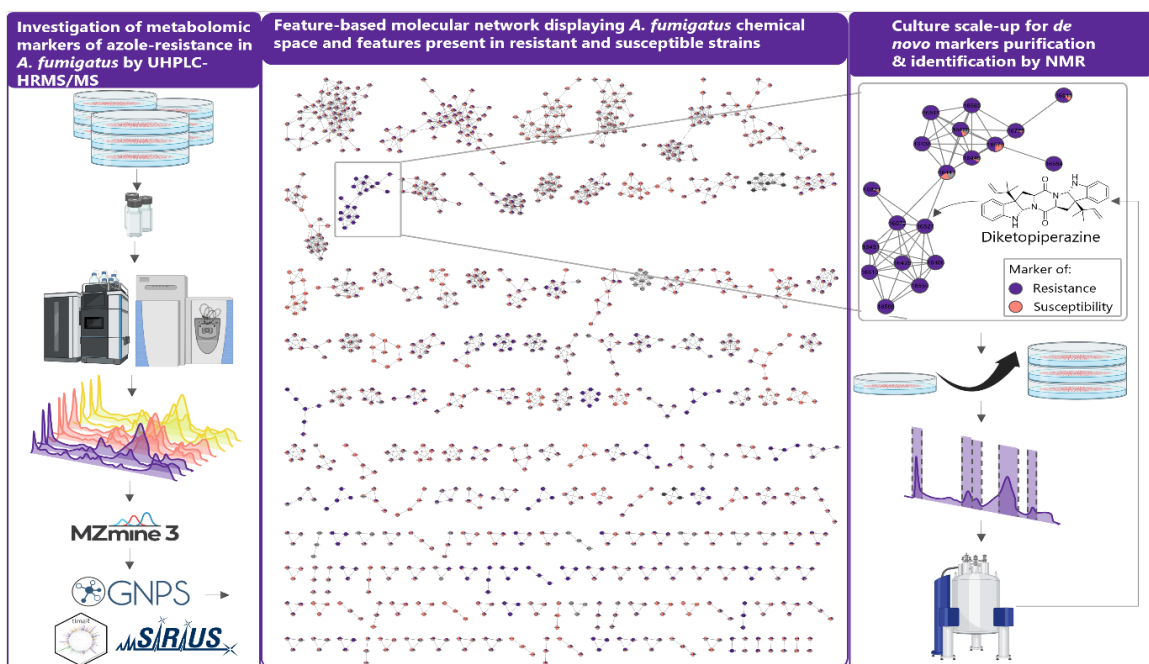 Investigation of metabolomic
markers of azole-resistance in
A. fumigatus by UHPLC-
HRMS/MS
MZmine 3
GNPS
SIRIUS
Feature-based molecular network displaying A. fumigatus chemical
space and features present in resistant and susceptible strains
Culture scale-up for de
novo markers purification
& identification by NMR
O
H
N
N
N
N
H
O
Diketopiperazine
Marker of:
Resistance
Susceptibility